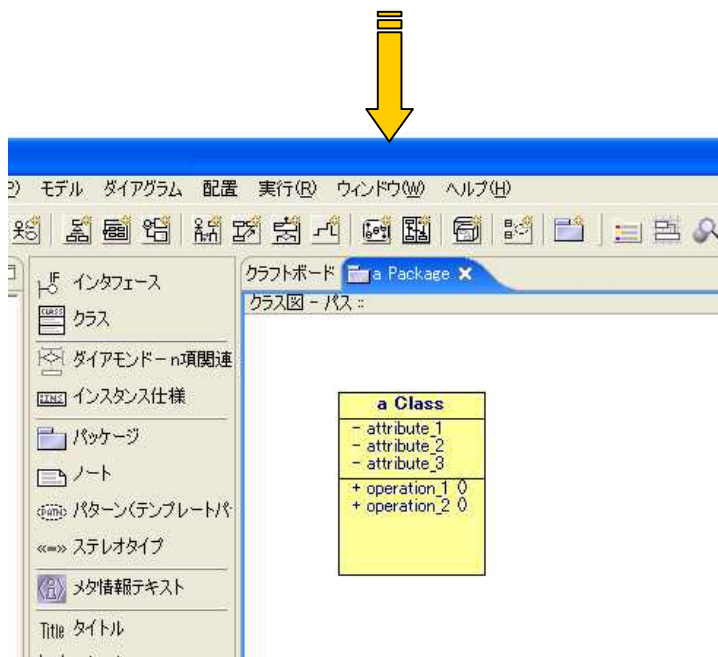 P) モデル ダイアグラム 配置 実行(R) ウィンドウ(W) ヘルプ(H)
IF インタフェース
CLASS クラス
ダイアモンド－n項関連
インスタンス仕様
パッケージ
ノート
パターン(テンプレートパ
«=» ステレオタイプ
メタ情報テキスト
Title タイトル
クラフトボード a Package
クラス図 － パス ::
a Class
- attribute_1
- attribute_2
- attribute_3
+ operation_1 ()
+ operation_2 ()